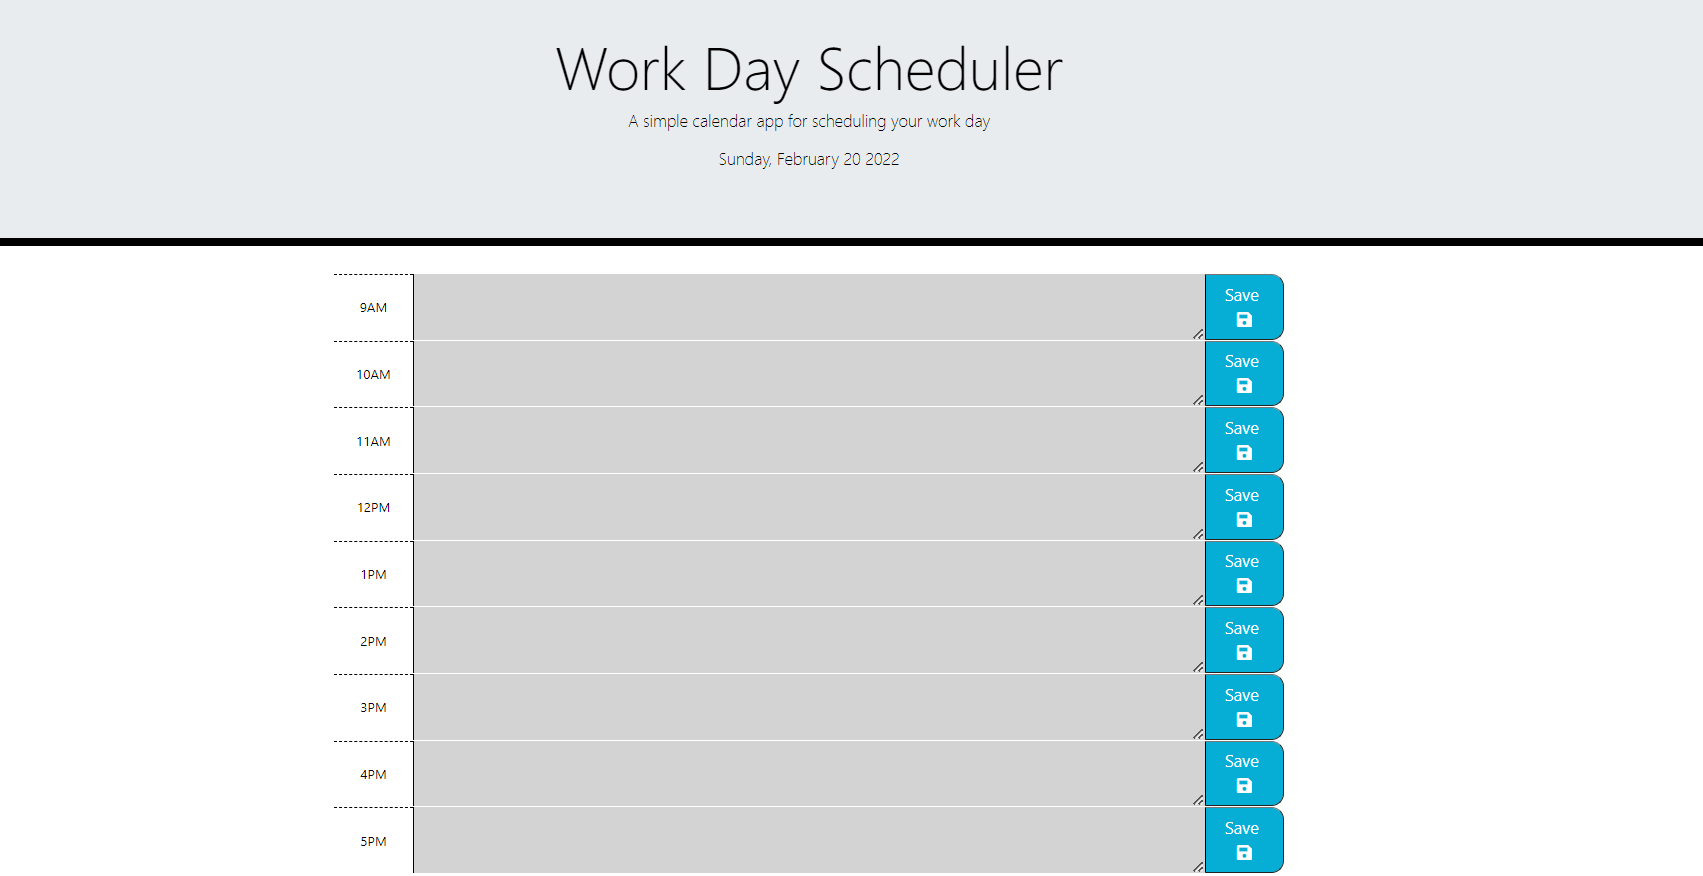 Work Day Scheduler
A simple calendar app for scheduling your work day
Sunday, February 20 2022
9AM Save
10AM Save
11AM Save
12PM Save
1PM Save
2PM Save
3PM Save
4PM Save
5PM Save